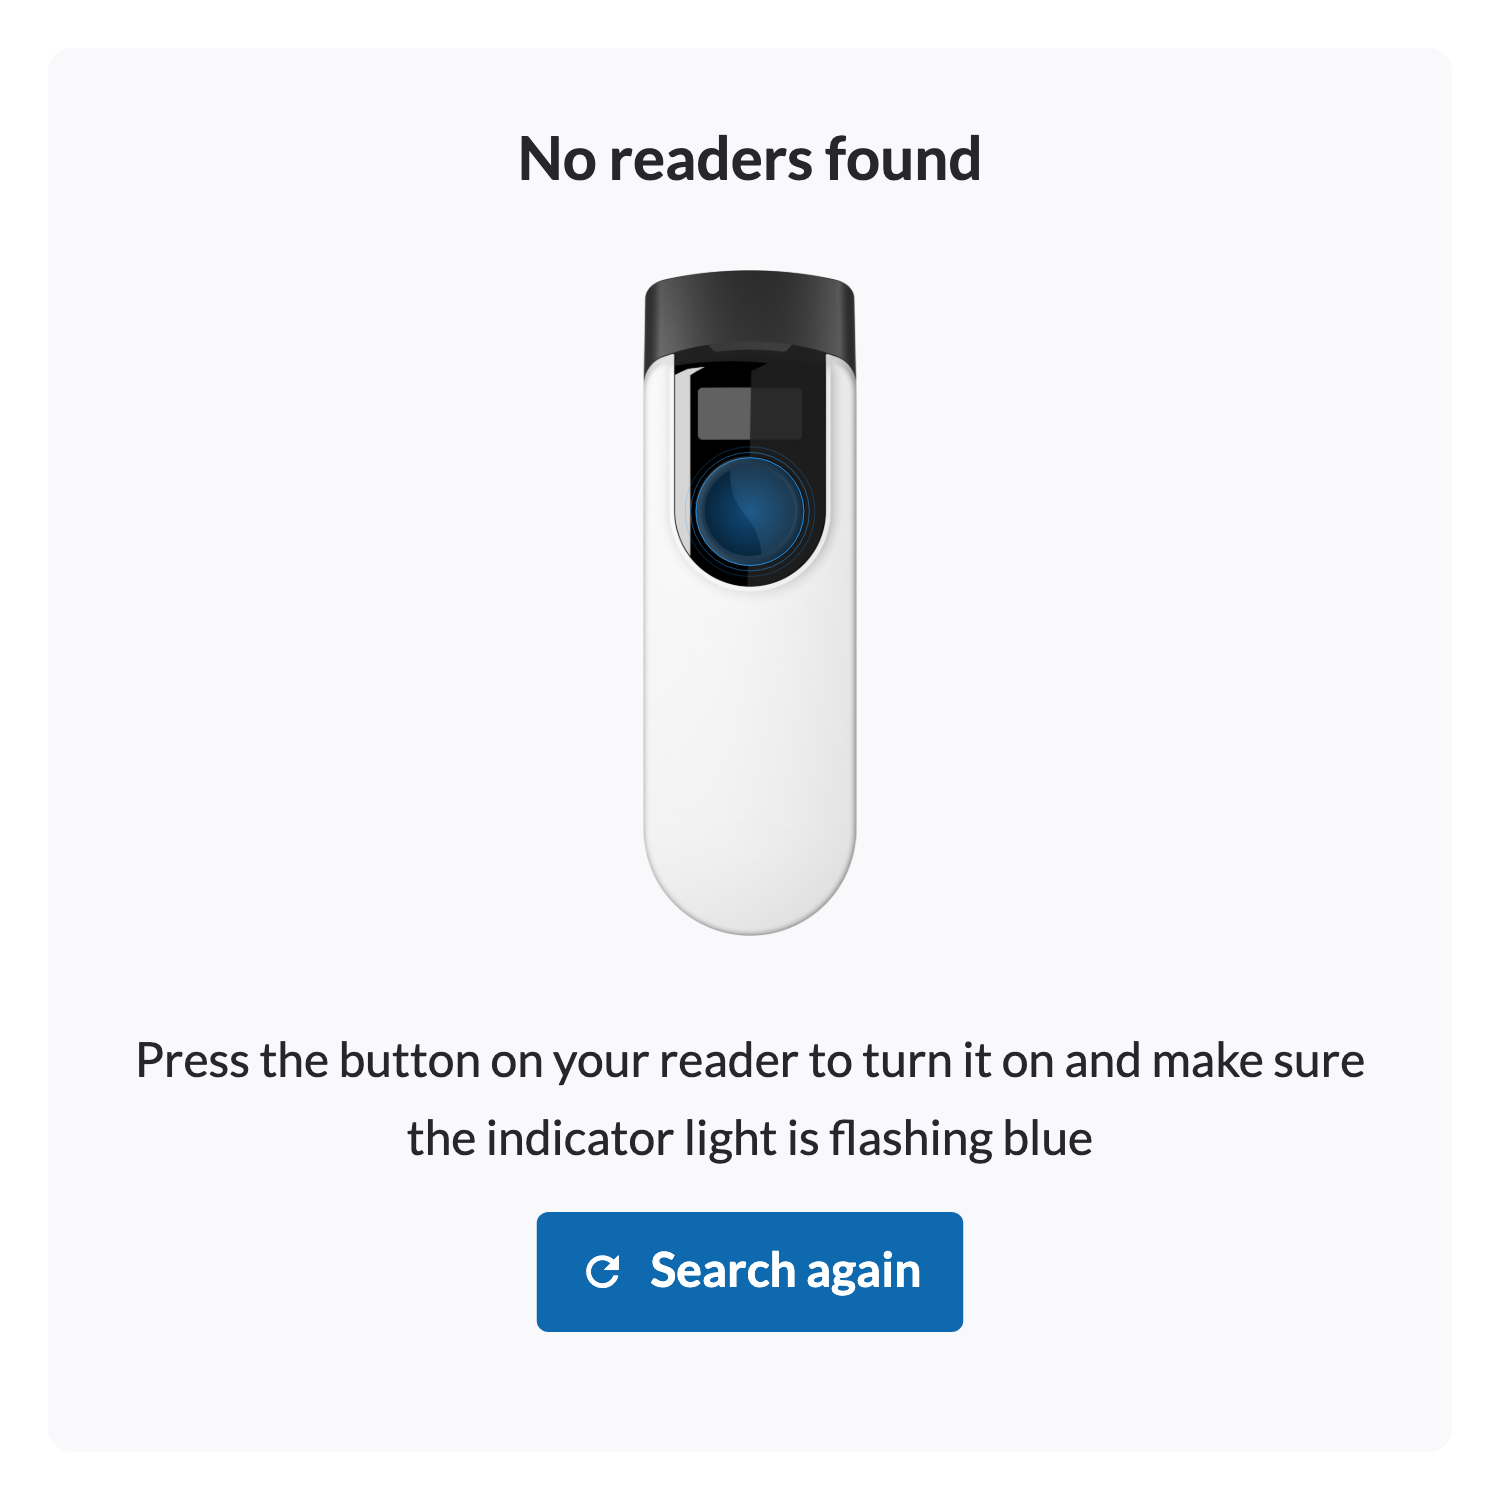 No readers found
Press the button on your reader to turn it on and make sure
the indicator light is flashing blue
Search again